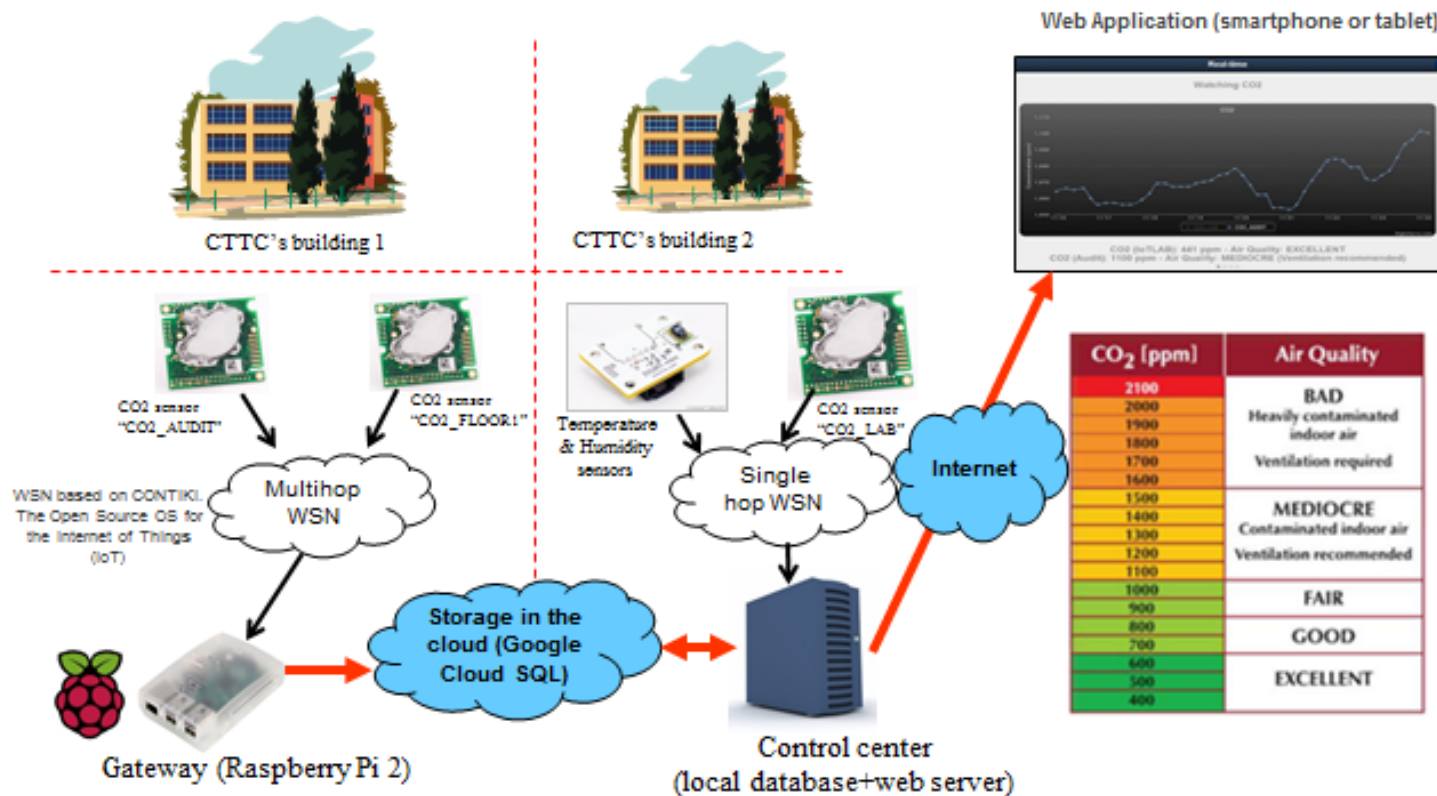 Web Application (smartphone or tablet)
Real-time
Watching CO2
CO2
CO2 (IoTLAB): 441 ppm - Air Quality: EXCELLENT
CO2 (Audit): 1100 ppm - Air Quality: MEDIOCRE (Ventilation recommended)
CTTC's building 1
CTTC's building 2
CO2 sensor
“CO2_AUDIT”
CO2 sensor
“CO2_FLOOR1”
Temperature
& Humidity
sensors
CO2 sensor
“CO2_LAB”
WSN based on CONTIKI.
The Open Source OS for
the Internet of Things
(IoT)
Multihop
WSN
Single
hop WSN
Internet
Storage in the
cloud (Google
Cloud SQL)
Gateway (Raspberry Pi 2)
Control center
(local database+web server)
CO₂ [ppm]
Air Quality
2100
2000
1900
1800
1700
1600
BAD
Heavily contaminated
indoor air
Ventilation required
1500
1400
1300
1200
1100
MEDIOCRE
Contaminated indoor air
Ventilation recommended
1000
900
FAIR
800
700
GOOD
600
500
400
EXCELLENT